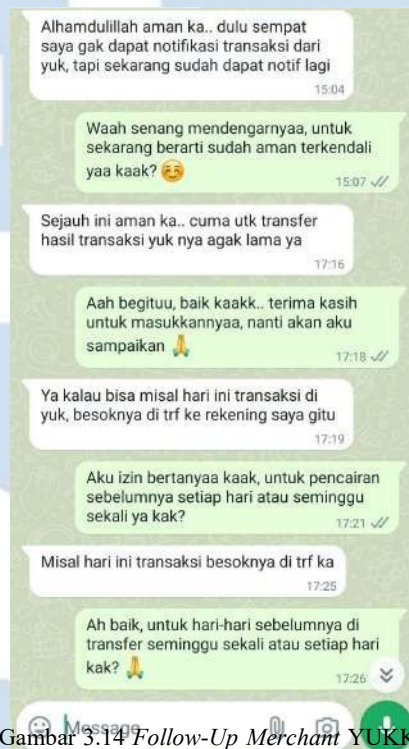 Alhamdulillah aman ka.. dulu sempat
saya gak dapat notifikasi transaksi dari
yuk, tapi sekarang sudah dapat notif lagi
15:04
Waah senang mendengarnyaa, untuk
sekarang berarti sudah aman terkendali
yaa kaak? 😊
15:07
Sejauh ini aman ka.. cuma utk transfer
hasil transaksi yuk nya agak lama ya
17:16
Aah begituu, baik kaakk.. terima kasih
untuk masukkannyaa, nanti akan aku
sampaikan 🙏
17:18
Ya kalau bisa misal hari ini transaksi di
yuk, besoknya di trf ke rekening saya gitu
17:19
Aku izin bertanyaa kaak, untuk pencairan
sebelumnya setiap hari atau seminggu
sekali ya kak?
17:21
Misal hari ini transaksi besoknya di trf ka
17:25
Ah baik, untuk hari-hari sebelumnya di
transfer seminggu sekali atau setiap hari
kak? 🙏
17:26
Message
Gambar 3.14 Follow-Up Merchant YUKK